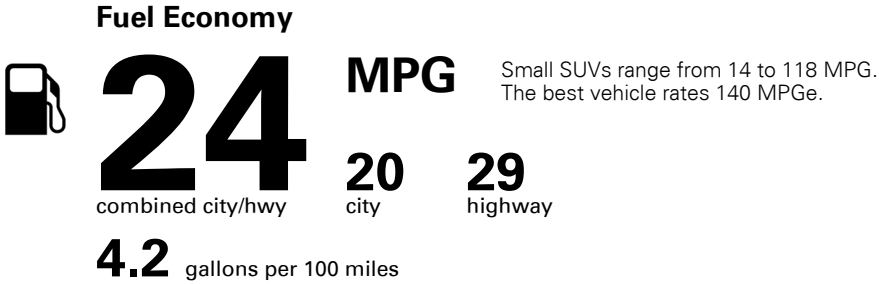 Fuel Economy
24 MPG
Small SUVs range from 14 to 118 MPG.
The best vehicle rates 140 MPGe.
combined city/hwy
20
city
29
highway
4.2 gallons per 100 miles